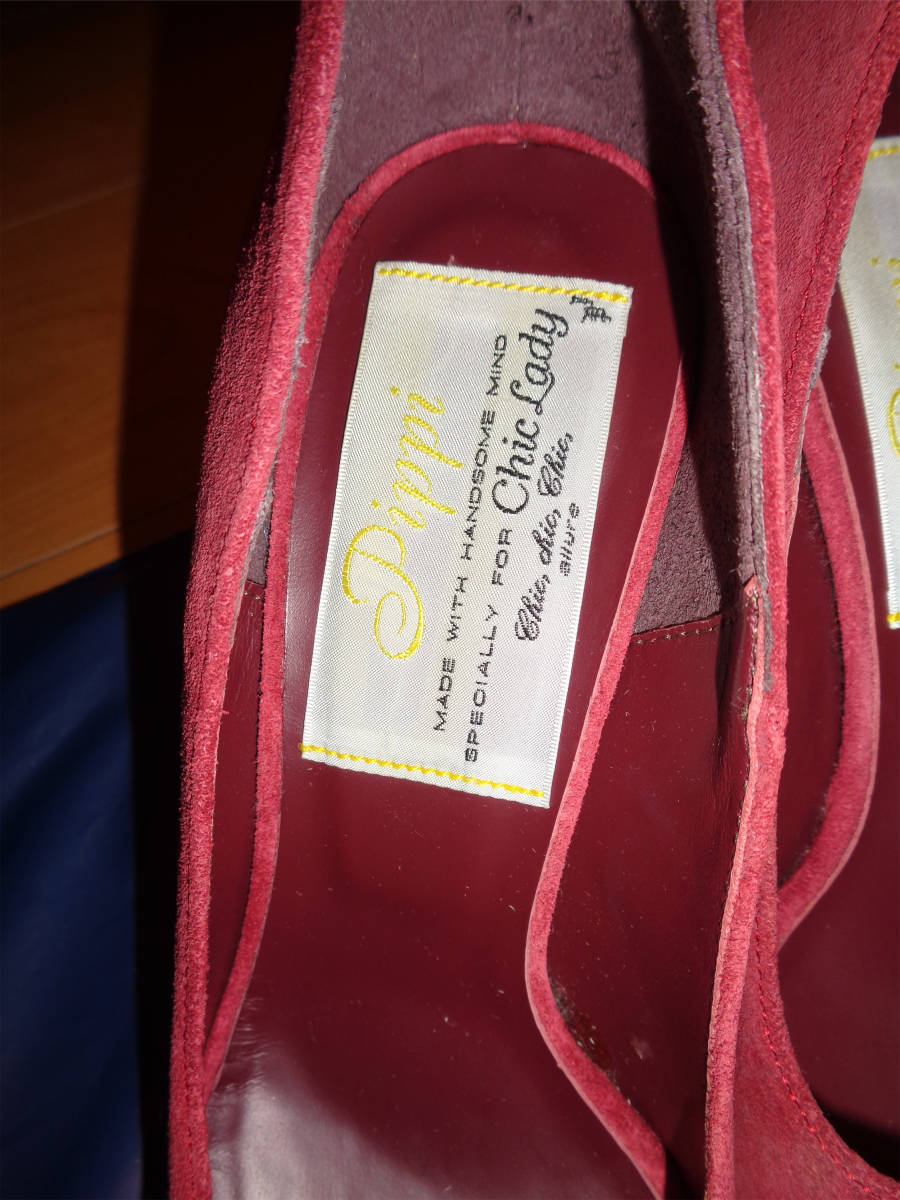 Pippi
MADE WITH HANDSOME MIND
SPECIALLY FOR Chic Lady
Chic, chic, Chic,
allure